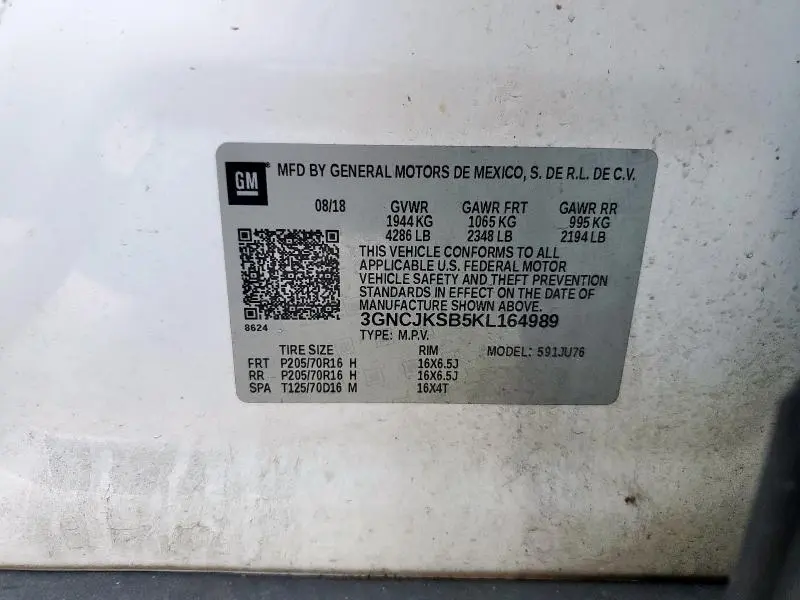 GM
MFD BY GENERAL MOTORS DE MEXICO, S. DE R.L. DE C.V.
08/18 GVWR GAWR FRT GAWR RR
1944 KG 1065 KG 995 KG
4286 LB 2348 LB 2194 LB
THIS VEHICLE CONFORMS TO ALL
APPLICABLE U.S. FEDERAL MOTOR
VEHICLE SAFETY AND THEFT PREVENTION
STANDARDS IN EFFECT ON THE DATE OF
MANUFACTURE SHOWN ABOVE.
8624
3GNCJKSB5KL164989
TYPE: M.P.V.
TIRE SIZE RIM MODEL: 591JU76
FRT P205/70R16 H 16X6.5J
RR P205/70R16 H 16X6.5J
SPA T125/70D16 M 16X4T